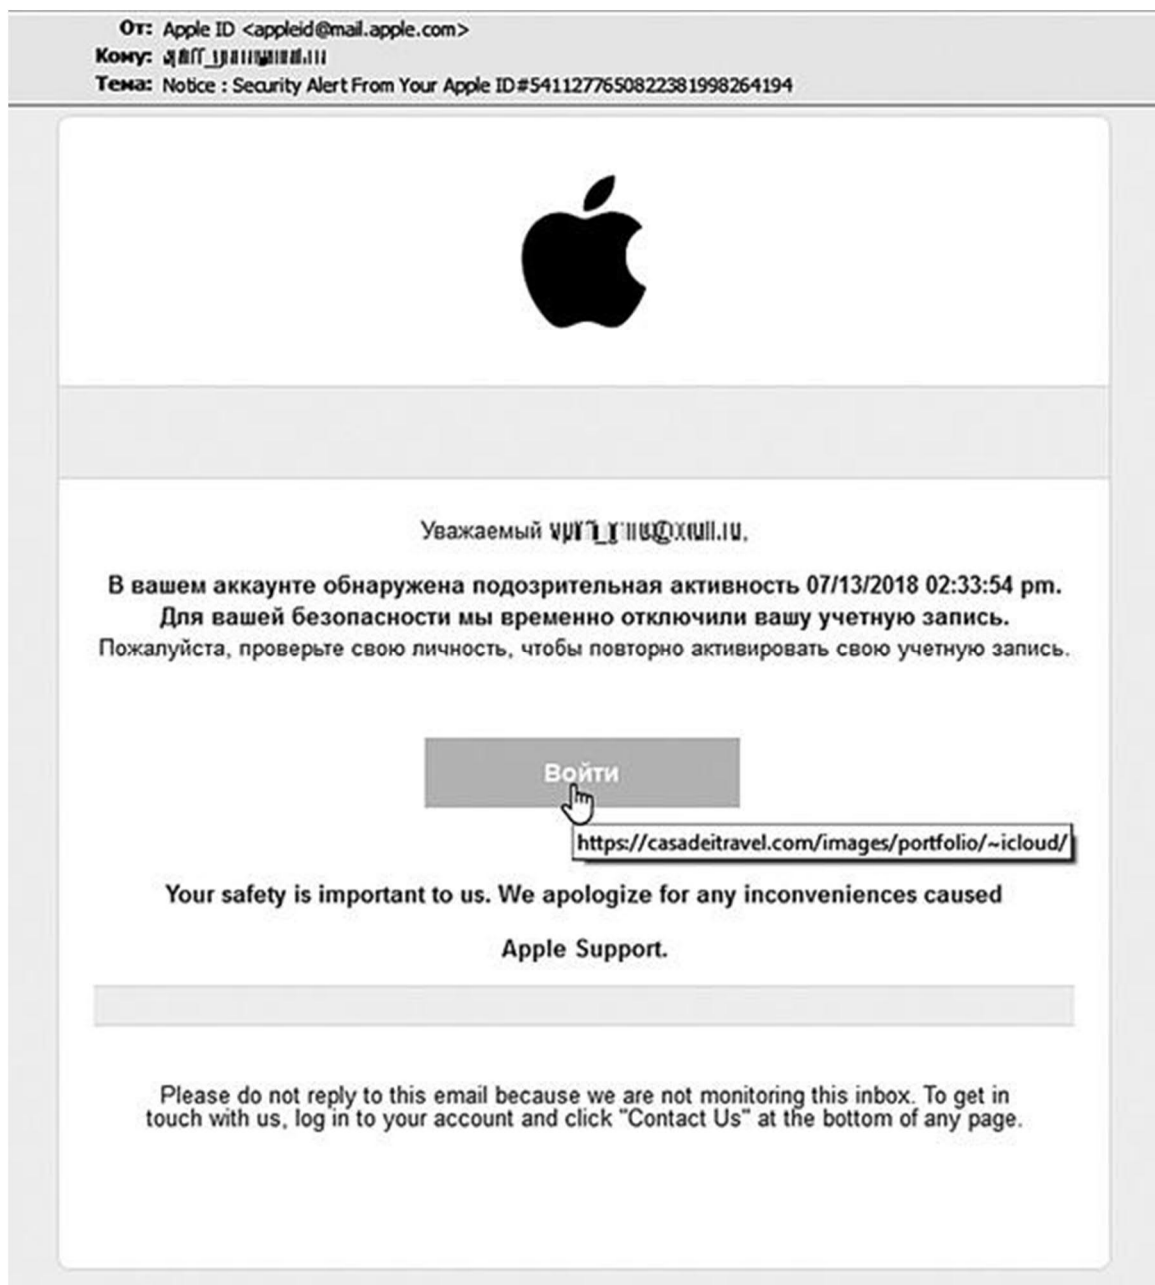 От: Apple ID <appleid@mail.apple.com>
Кому:
Тема: Notice : Security Alert From Your Apple ID#5411277650822381998264194
Уважаемый
В вашем аккаунте обнаружена подозрительная активность 07/13/2018 02:33:54 pm.
Для вашей безопасности мы временно отключили вашу учетную запись.
Пожалуйста, проверьте свою личность, чтобы повторно активировать свою учетную запись.
Войти
https://casadeitravel.com/images/portfolio/~icloud/
Your safety is important to us. We apologize for any inconveniences caused
Apple Support.
Please do not reply to this email because we are not monitoring this inbox. To get in
touch with us, log in to your account and click "Contact Us" at the bottom of any page.